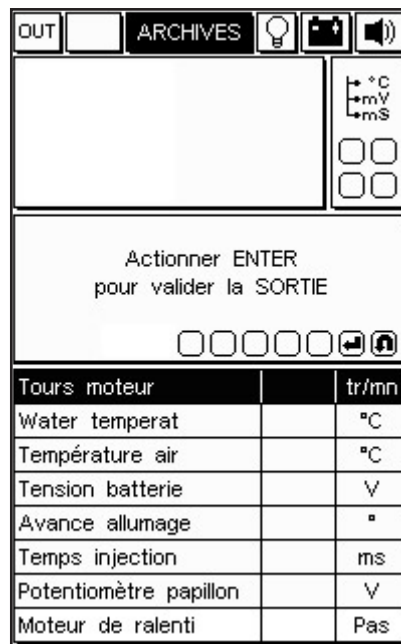 OUT ARCHIVES
°C
mV
mS
Actionner ENTER
pour valider la SORTIE
Tours moteur tr/mn
Water temperat °C
Température air °C
Tension batterie V
Avance allumage °
Temps injection ms
Potentiomètre papillon V
Moteur de ralenti Pas